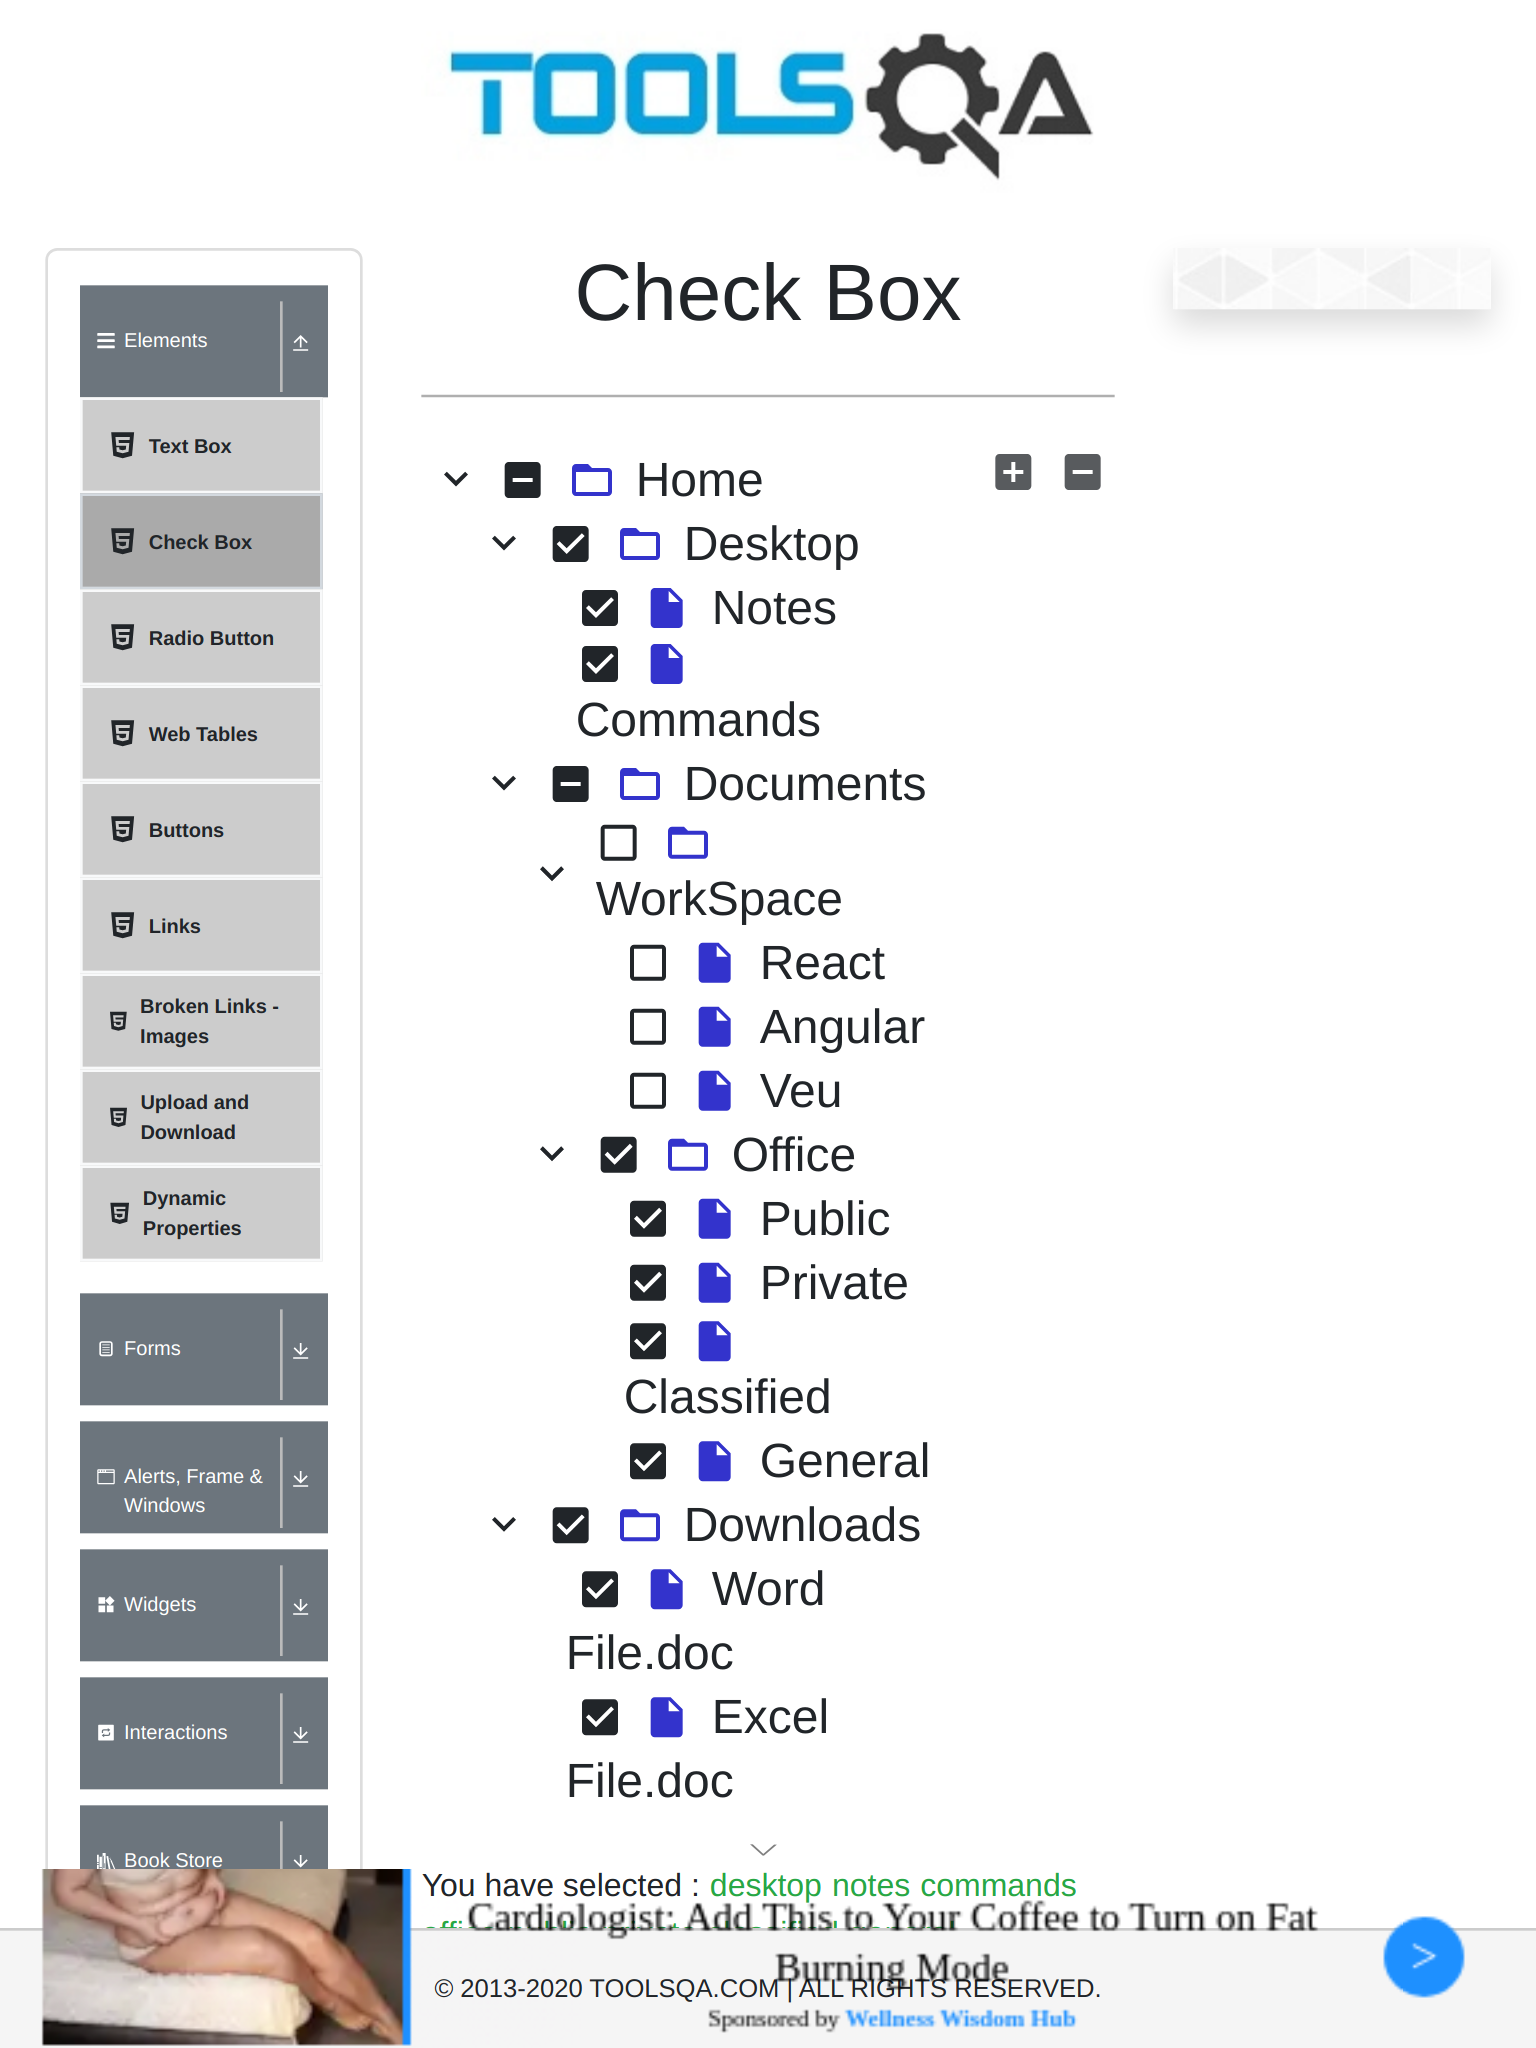 TOOLSQA
Check Box
Elements
Text Box
Check Box
Radio Button
Web Tables
Buttons
Links
Broken Links -
Images
Upload and
Download
Dynamic
Properties
Forms
Alerts, Frame &
Windows
Widgets
Interactions
Book Store
Home
Desktop
Notes
Commands
Documents
WorkSpace
React
Angular
Veu
Office
Public
Private
Classified
General
Downloads
Word
File.doc
Excel
File.doc
You have selected : desktop notes commands
Cardiologist: Add This to Your Coffee to Turn on Fat
Burning Mode
© 2013-2020 TOOLSQA.COM | ALL RIGHTS RESERVED.
Sponsored by Wellness Wisdom Hub